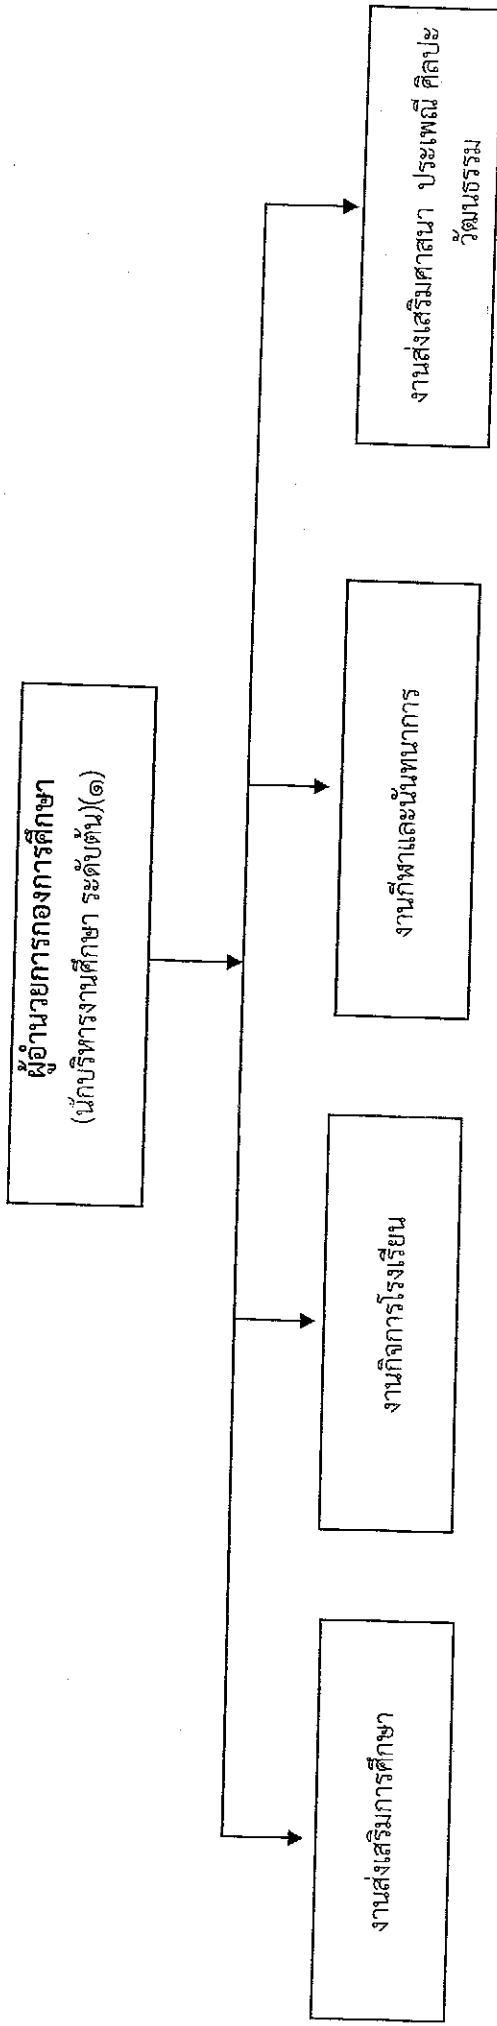 ผู้อำนวยการกองการศึกษา
(นักบริหารงานศึกษา ระดับต้น)(๑)
งานส่งเสริมการศึกษา
งานกิจการโรงเรียน
งานกีฬาและนันทนาการ
งานส่งเสริมศาสนา ประเพณี ศิลปะ
วัฒนธรรม